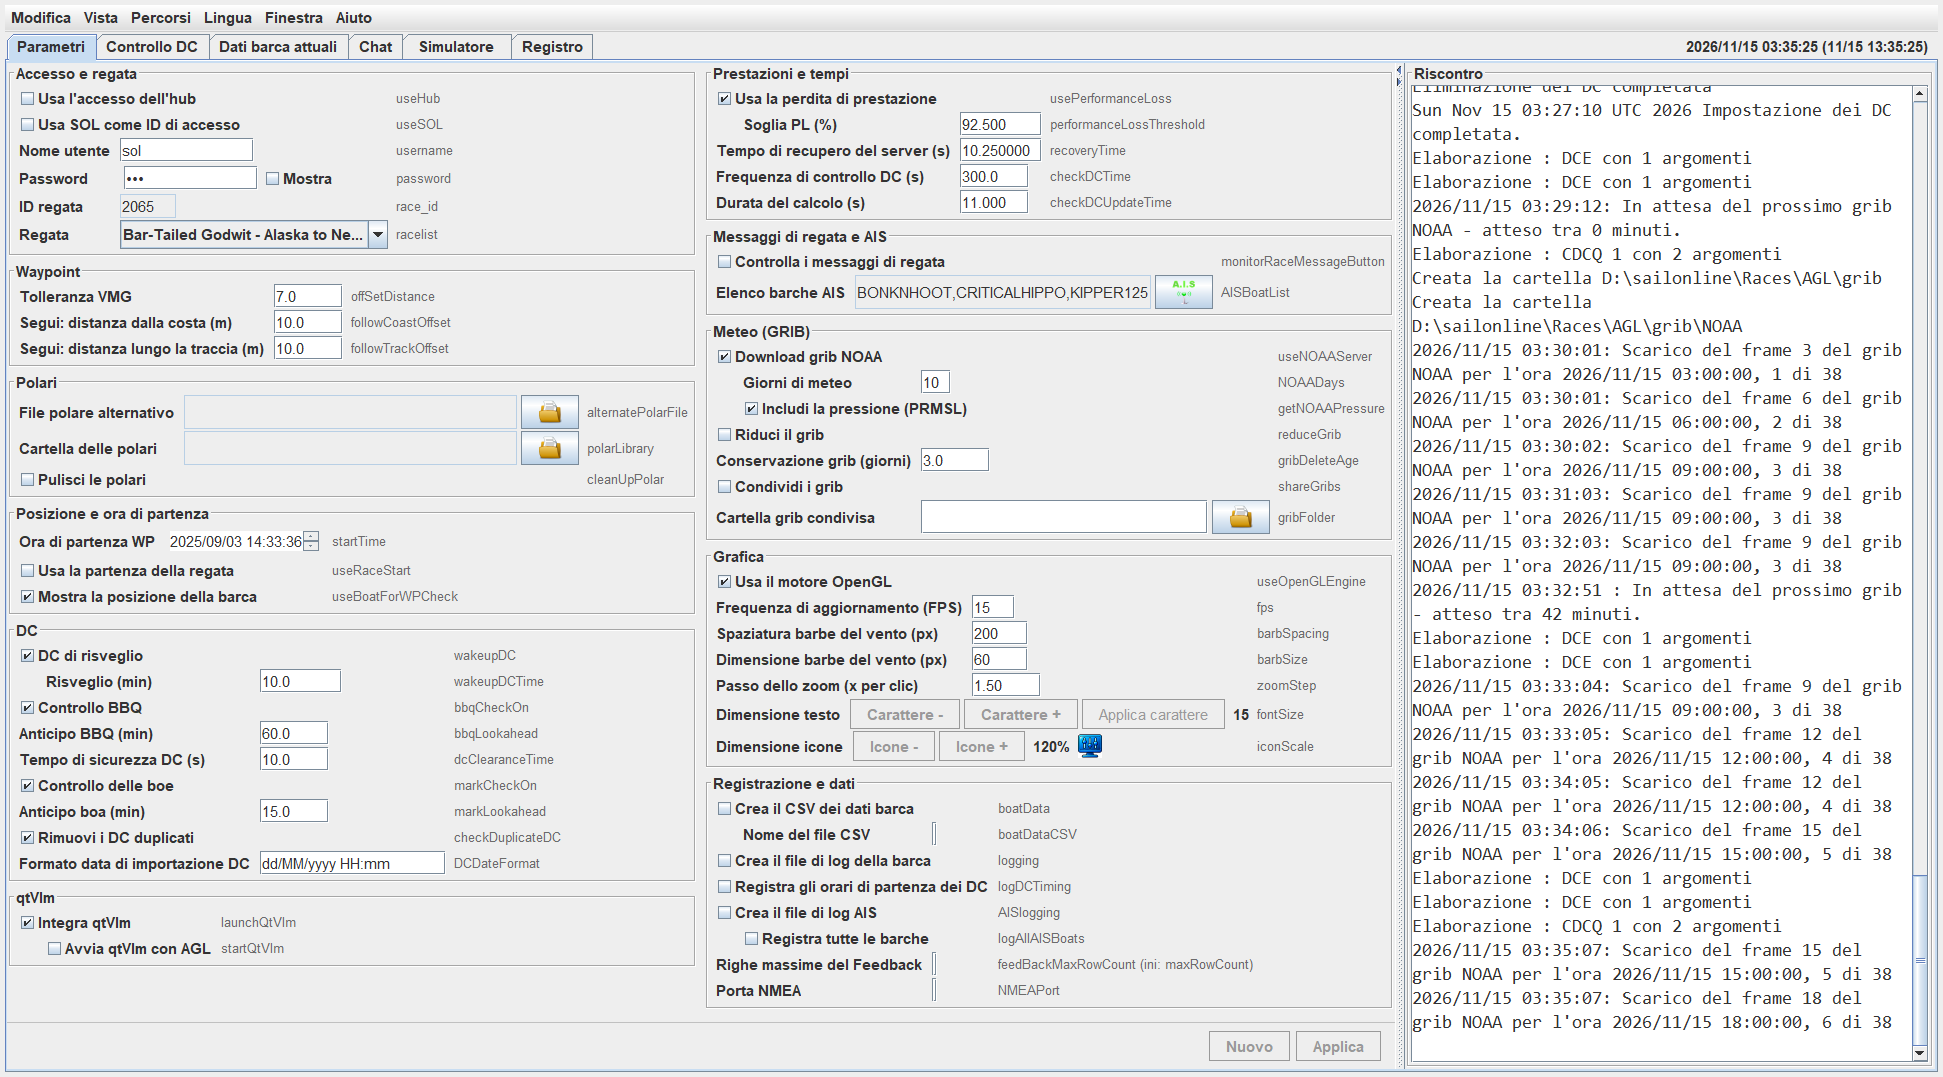 Modifica Vista Percorsi Lingua Finestra Aiuto
Parametri Controllo DC Dati barca attuali Chat Simulatore Registro
2026/11/15 03:35:25 (11/15 13:35:25)
Accesso e regata
Usa l'accesso dell'hub useHub
Usa SOL come ID di accesso useSOL
Nome utente sol username
Password ••• Mostra password
ID regata 2065 race_id
Regata Bar-Tailed Godwit - Alaska to Ne... racelist
Waypoint
Tolleranza VMG 7.0 offSetDistance
Segui: distanza dalla costa (m) 10.0 followCoastOffset
Segui: distanza lungo la traccia (m) 10.0 followTrackOffset
Polari
File polare alternativo alternatePolarFile
Cartella delle polari polarLibrary
Pulisci le polari cleanUpPolar
Posizione e ora di partenza
Ora di partenza WP 2025/09/03 14:33:36 startTime
Usa la partenza della regata useRaceStart
Mostra la posizione della barca useBoatForWPCheck
DC
DC di risveglio wakeupDC
Risveglio (min) 10.0 wakeupDCTime
Controllo BBQ bbqCheckOn
Anticipo BBQ (min) 60.0 bbqLookahead
Tempo di sicurezza DC (s) 10.0 dcClearanceTime
Controllo delle boe markCheckOn
Anticipo boa (min) 15.0 markLookahead
Rimuovi i DC duplicati checkDuplicateDC
Formato data di importazione DC dd/MM/yyyy HH:mm DCDateFormat
qtVlm
Integra qtVlm launchQtVlm
Avvia qtVlm con AGL startQtVlm
Prestazioni e tempi
Usa la perdita di prestazione usePerformanceLoss
Soglia PL (%) 92.500 performanceLossThreshold
Tempo di recupero del server (s) 10.250000 recoveryTime
Frequenza di controllo DC (s) 300.0 checkDCTime
Durata del calcolo (s) 11.000 checkDCUpdateTime
Messaggi di regata e AIS
Controlla i messaggi di regata monitorRaceMessageButton
Elenco barche AIS BONKNHOOT,CRITICALHIPPO,KIPPER125 A.I.S AISBoatList
Meteo (GRIB)
Download grib NOAA useNOAAServer
Giorni di meteo 10 NOAADays
Includi la pressione (PRMSL) getNOAAPressure
Riduci il grib reduceGrib
Conservazione grib (giorni) 3.0 gribDeleteAge
Condividi i grib shareGribs
Cartella grib condivisa gribFolder
Grafica
Usa il motore OpenGL useOpenGLEngine
Frequenza di aggiornamento (FPS) 15 fps
Spaziatura barbe del vento (px) 200 barbSpacing
Dimensione barbe del vento (px) 60 barbSize
Passo dello zoom (x per clic) 1.50 zoomStep
Dimensione testo Carattere - Carattere + Applica carattere 15 fontSize
Dimensione icone Icone - Icone + 120% iconScale
Registrazione e dati
Crea il CSV dei dati barca boatData
Nome del file CSV boatDataCSV
Crea il file di log della barca logging
Registra gli orari di partenza dei DC logDCTiming
Crea il file di log AIS AISlogging
Registra tutte le barche logAllAISBoats
Righe massime del Feedback feedBackMaxRowCount (ini: maxRowCount)
Porta NMEA NMEAPort
Nuovo Applica
Riscontro
Eliminazione dei DC completata
Sun Nov 15 03:27:10 UTC 2026 Impostazione dei DC
completata.
Elaborazione : DCE con 1 argomenti
Elaborazione : DCE con 1 argomenti
2026/11/15 03:29:12: In attesa del prossimo grib
NOAA - atteso tra 0 minuti.
Elaborazione : CDCQ 1 con 2 argomenti
Creata la cartella D:\sailonline\Races\AGL\grib
Creata la cartella
D:\sailonline\Races\AGL\grib\NOAA
2026/11/15 03:30:01: Scarico del frame 3 del grib
NOAA per l'ora 2026/11/15 03:00:00, 1 di 38
2026/11/15 03:30:01: Scarico del frame 6 del grib
NOAA per l'ora 2026/11/15 06:00:00, 2 di 38
2026/11/15 03:30:02: Scarico del frame 9 del grib
NOAA per l'ora 2026/11/15 09:00:00, 3 di 38
2026/11/15 03:31:03: Scarico del frame 9 del grib
NOAA per l'ora 2026/11/15 09:00:00, 3 di 38
2026/11/15 03:32:03: Scarico del frame 9 del grib
NOAA per l'ora 2026/11/15 09:00:00, 3 di 38
2026/11/15 03:32:51 : In attesa del prossimo grib
- atteso tra 42 minuti.
Elaborazione : DCE con 1 argomenti
Elaborazione : DCE con 1 argomenti
2026/11/15 03:33:04: Scarico del frame 9 del grib
NOAA per l'ora 2026/11/15 09:00:00, 3 di 38
2026/11/15 03:33:05: Scarico del frame 12 del
grib NOAA per l'ora 2026/11/15 12:00:00, 4 di 38
2026/11/15 03:34:05: Scarico del frame 12 del
grib NOAA per l'ora 2026/11/15 12:00:00, 4 di 38
2026/11/15 03:34:06: Scarico del frame 15 del
grib NOAA per l'ora 2026/11/15 15:00:00, 5 di 38
Elaborazione : DCE con 1 argomenti
Elaborazione : DCE con 1 argomenti
Elaborazione : CDCQ 1 con 2 argomenti
2026/11/15 03:35:07: Scarico del frame 15 del
grib NOAA per l'ora 2026/11/15 15:00:00, 5 di 38
2026/11/15 03:35:07: Scarico del frame 18 del
grib NOAA per l'ora 2026/11/15 18:00:00, 6 di 38